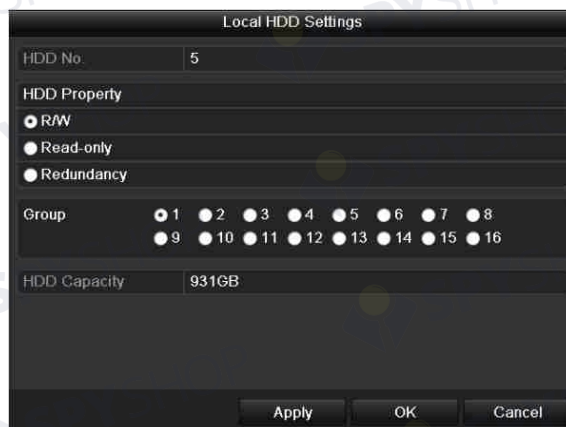 Local HDD Settings
HDD No. 5
HDD Property
R/W
Read-only
Redundancy
Group 1 2 3 4 5 6 7 8
9 10 11 12 13 14 15 16
HDD Capacity 931GB
Apply OK Cancel